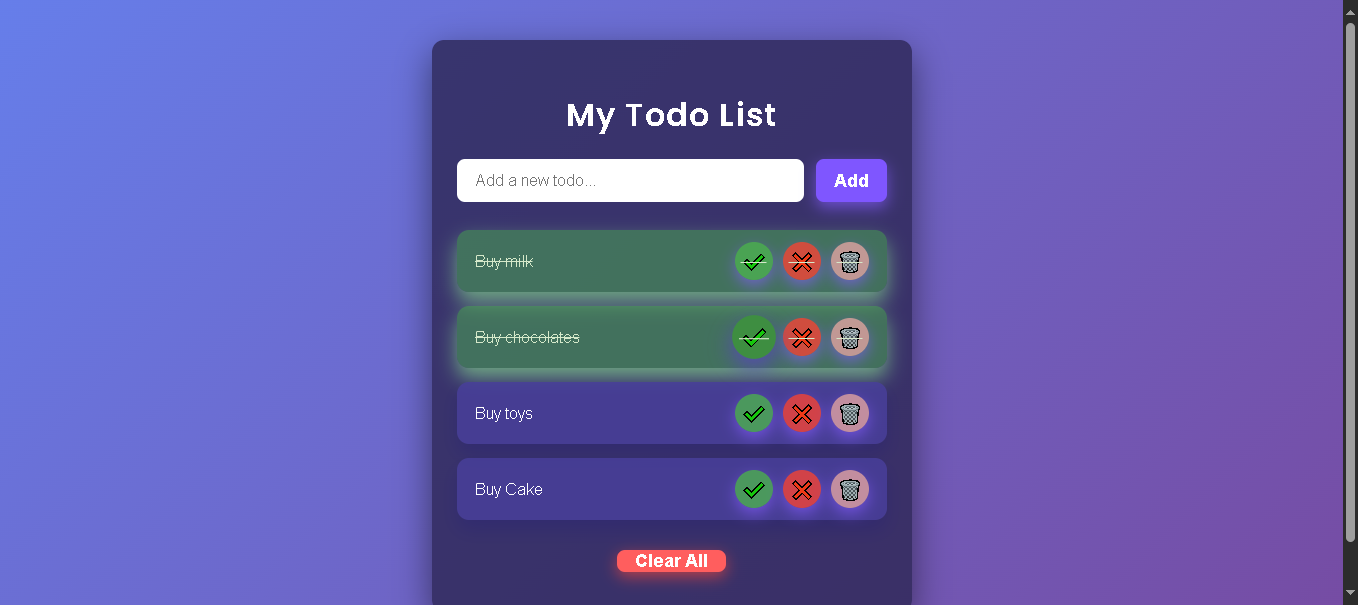 My Todo List
Add a new todo...
Add
Buy milk
Buy chocolates
Buy toys
Buy Cake
Clear All